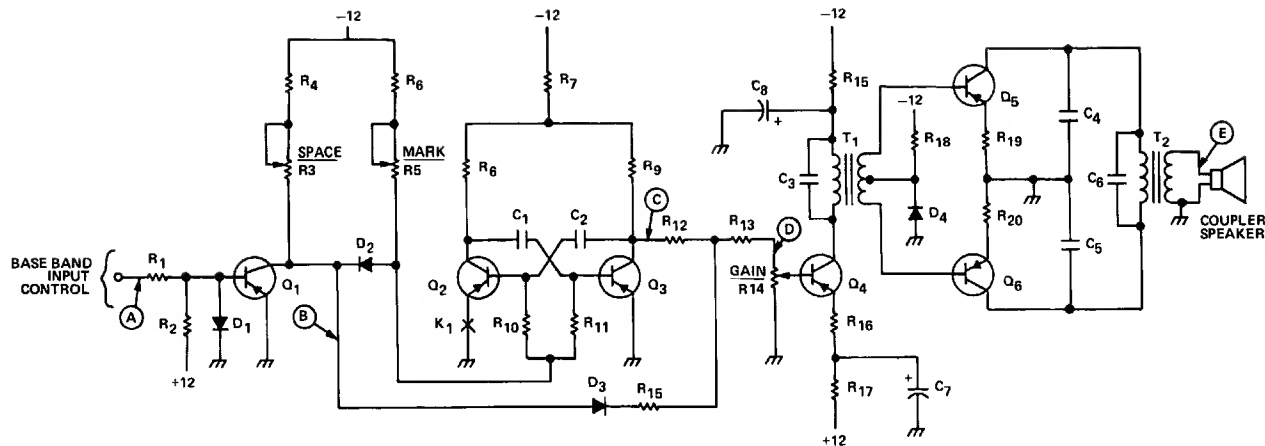 -12
-12
-12
R4
R6
R7
R15
C8
+
SPACE
R3
MARK
R5
R6
R9
C3
T1
-12
R18
D5
R19
C4
C6
T2
E
COUPLER
SPEAKER
BASE BAND
INPUT
CONTROL
R1
A
R2
+12
D1
Q1
D2
B
C1
C2
Q2
K1
R10
R11
Q3
C
R12
R13
D
GAIN
R14
Q4
D4
R20
Q6
C5
D3
R15
R16
R17
+
C7
+12